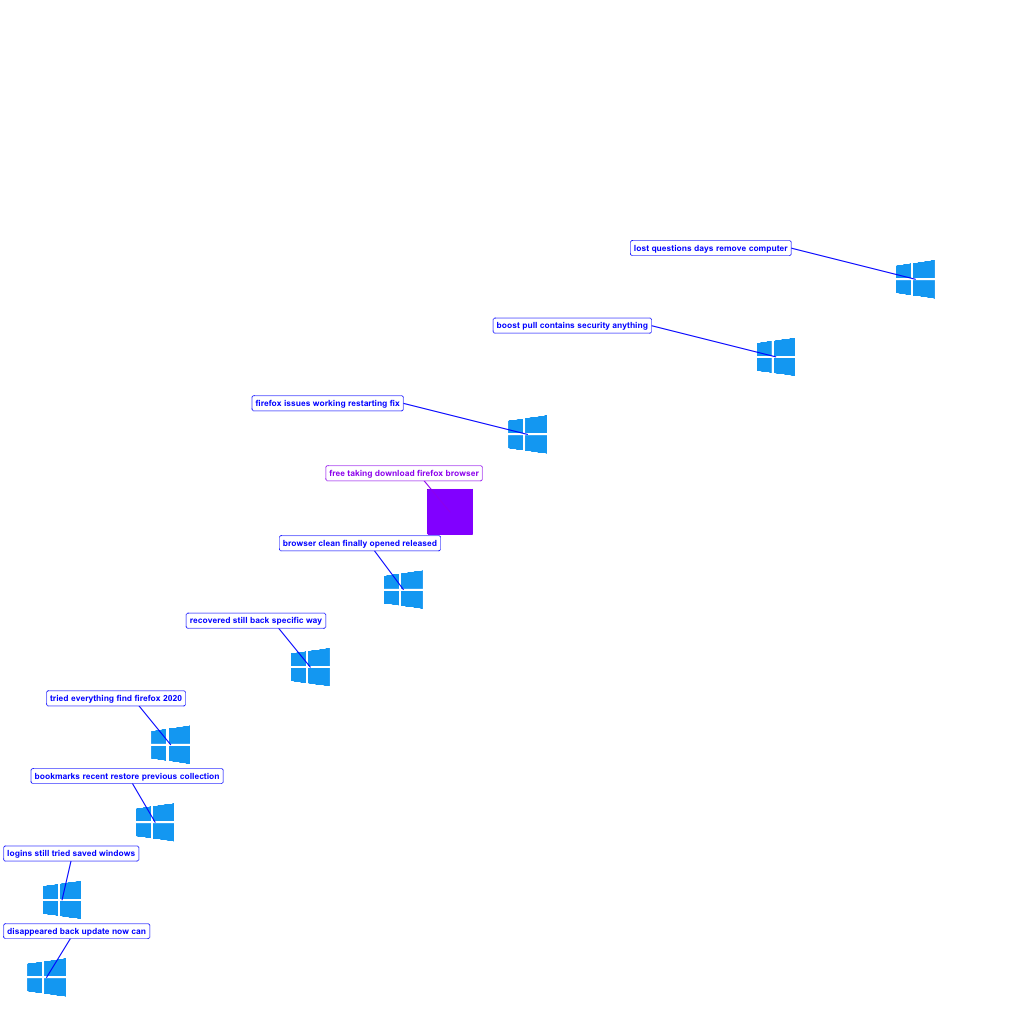 lost questions days remove computer
boost pull contains security anything
firefox issues working restarting fix
free taking download firefox browser
browser clean finally opened released
recovered still back specific way
tried everything find firefox 2020
bookmarks recent restore previous collection
logins still tried saved windows
disappeared back update now can